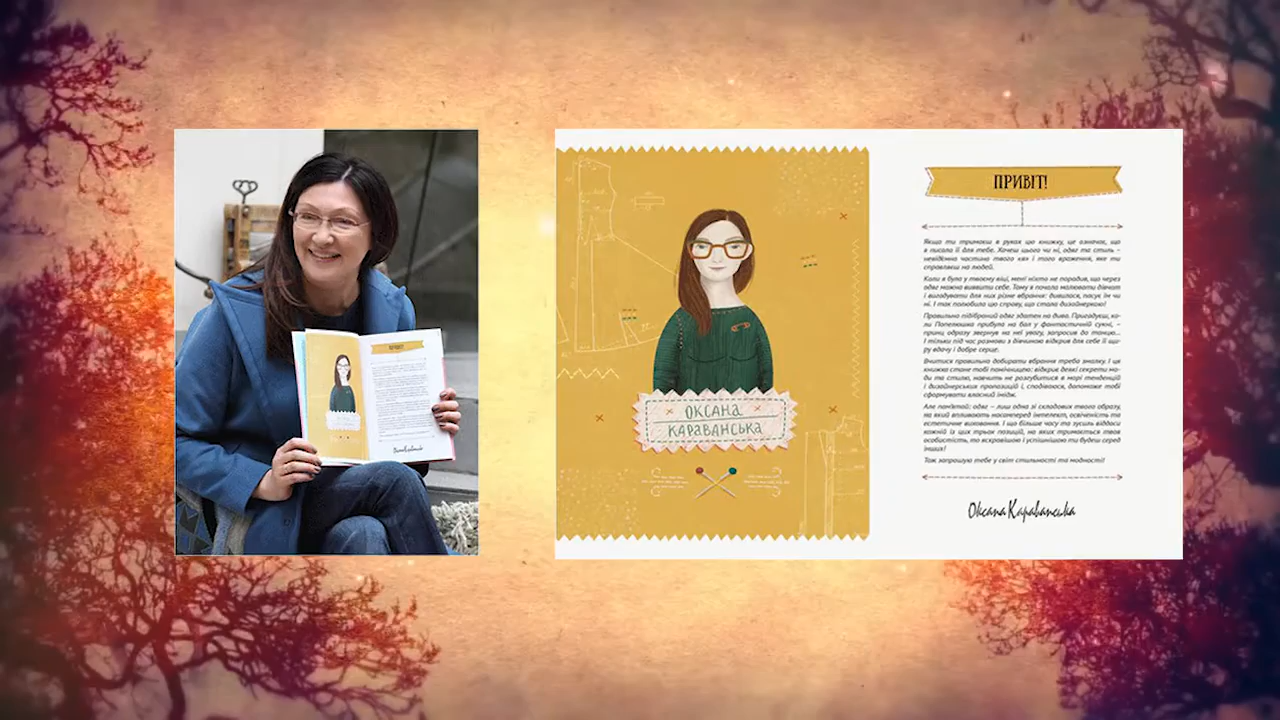 ОКСАНА
КАРАВАНСЬКА
ПРИВІТ!
Якщо ти тримаєш в руках цю книжку, це означає, що
я писала її для тебе. Хочеш цього чи ні, одяг та стиль –
невід'ємна частина твого «я» і того враження, яке ти
справляєш на людей.
Коли я була у твоєму віці, мені ніхто не порадив, що через
одяг можна виявити себе. Тому я почала малювати дівчат
і вигадувати для них різне вбрання: дивилася, пасує їм чи
ні. І так полюбила цю справу, що стала дизайнеркою!
Правильно підібраний одяг здатен на диво. Пригадуєш, ко-
ли Попелюшка прибула на бал у фантастичній сукні, –
принц одразу звернув на неї увагу, запросив до танцю...
І тільки під час розмови з дівчиною відкрив для себе її щи-
ру вдачу і добре серце.
Вчитися правильно добирати вбрання треба змалку. І ця
книжка стане тобі помічницею: відкриє деякі секрети мо-
ди та стилю, навчить не розгубитися в морі тенденцій
і дизайнерських пропозицій і, сподіваюся, допоможе тобі
сформувати власний імідж.
Але пам'ятай: одяг – лиш одна зі складових твого образу,
на який впливають насамперед інтелект, освіченість та
естетичне виховання. І що більше часу та зусиль віддаси
кожній із цих трьох позицій, на яких тримається твоя
особистість, то яскравішою і успішнішою ти будеш серед
інших!
Тож запрошую тебе у світ стильності та модності!
Оксана Караванська